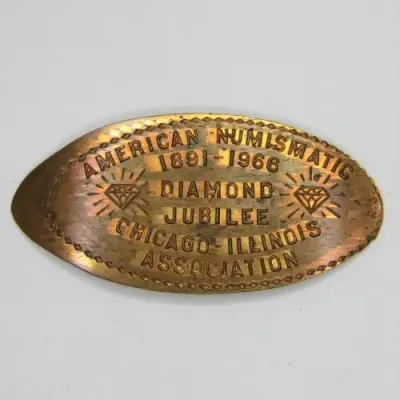 AMERICAN NUMISMATIC
1891-1966
DIAMOND
JUBILEE
CHICAGO-ILLINOIS
ASSOCIATION